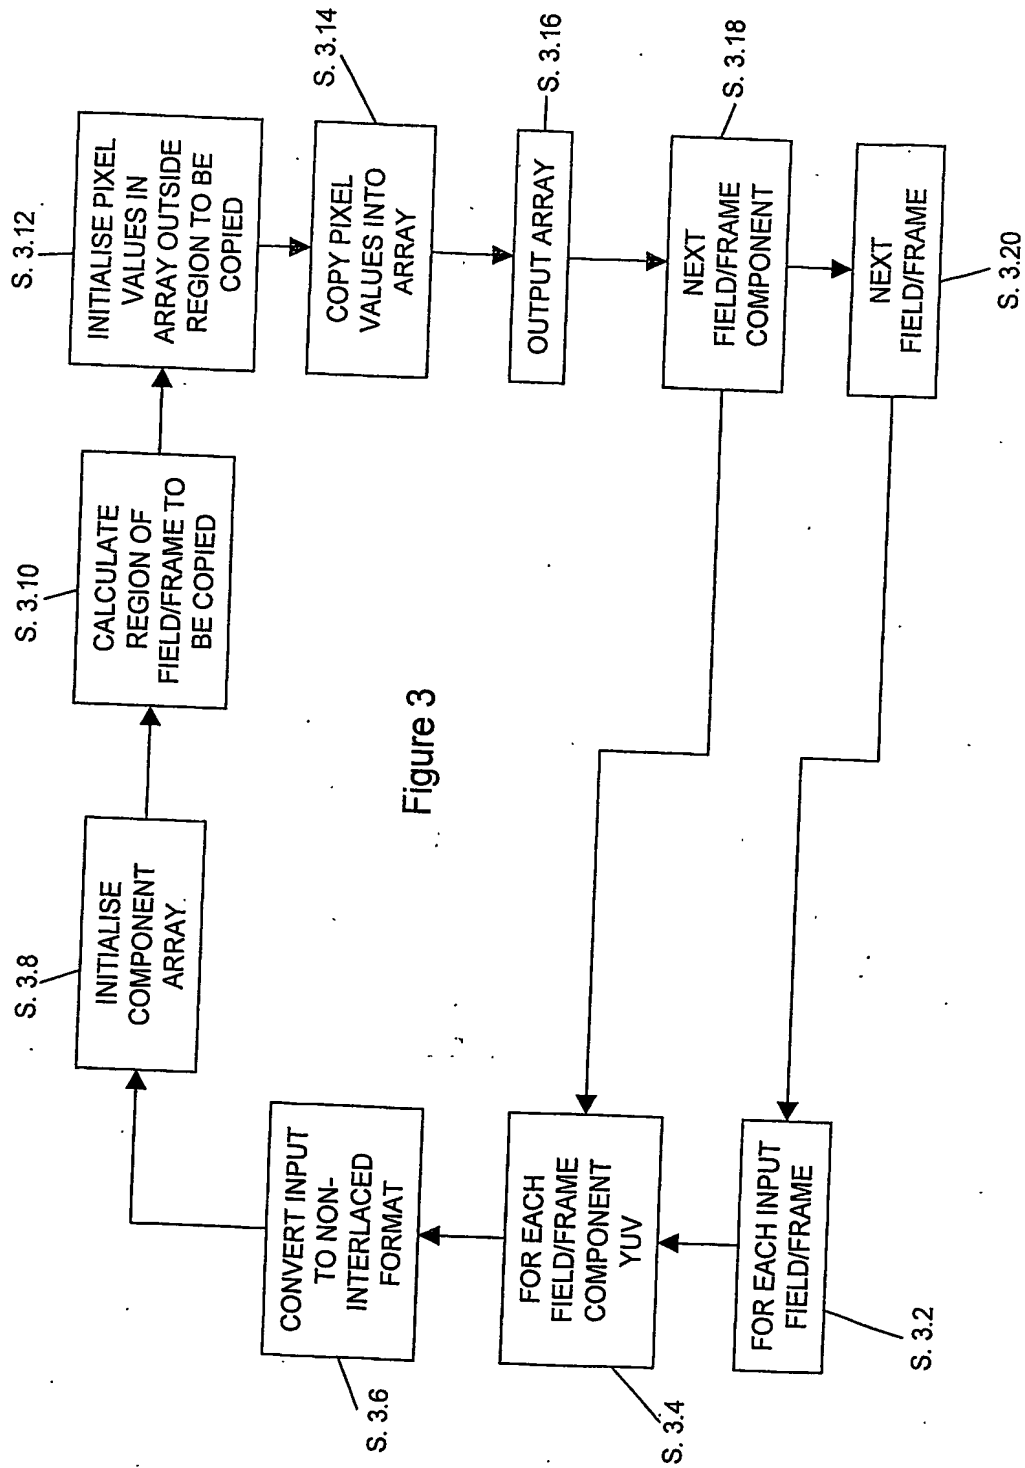 S. 3.2
FOR EACH INPUT
FIELD/FRAME
S. 3.4
FOR EACH
FIELD/FRAME
COMPONENT
YUV
S. 3.6
CONVERT INPUT
TO NON-
INTERLACED
FORMAT
S. 3.8
INITIALISE
COMPONENT
ARRAY.
S. 3.10
CALCULATE
REGION OF
FIELD/FRAME TO
BE COPIED
S. 3.12
INITIALISE PIXEL
VALUES IN
ARRAY OUTSIDE
REGION TO BE
COPIED
S. 3.14
COPY PIXEL
VALUES INTO
ARRAY
S. 3.16
OUTPUT ARRAY
S. 3.18
NEXT
FIELD/FRAME
COMPONENT
S. 3.20
NEXT
FIELD/FRAME
Figure 3